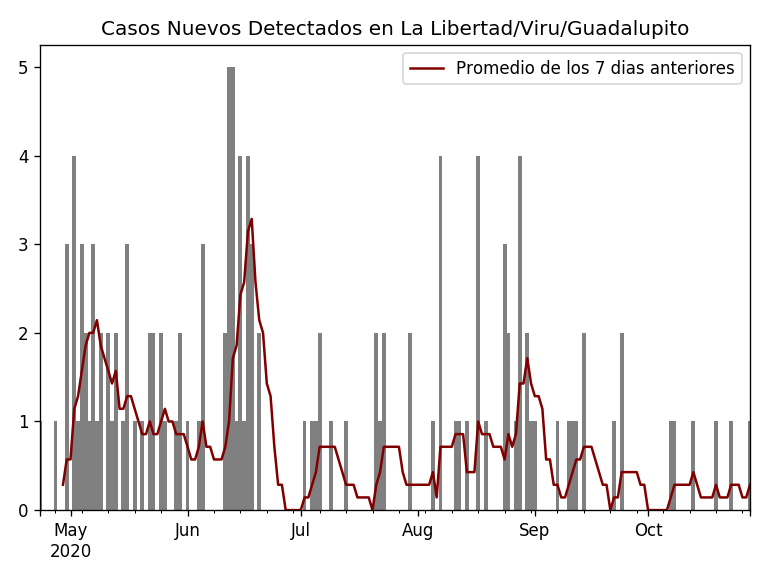 Casos Nuevos Detectados en La Libertad/Viru/Guadalupito
Promedio de los 7 dias anteriores
5
4
3
2
1
0
May Jun Jul Aug Sep Oct
2020